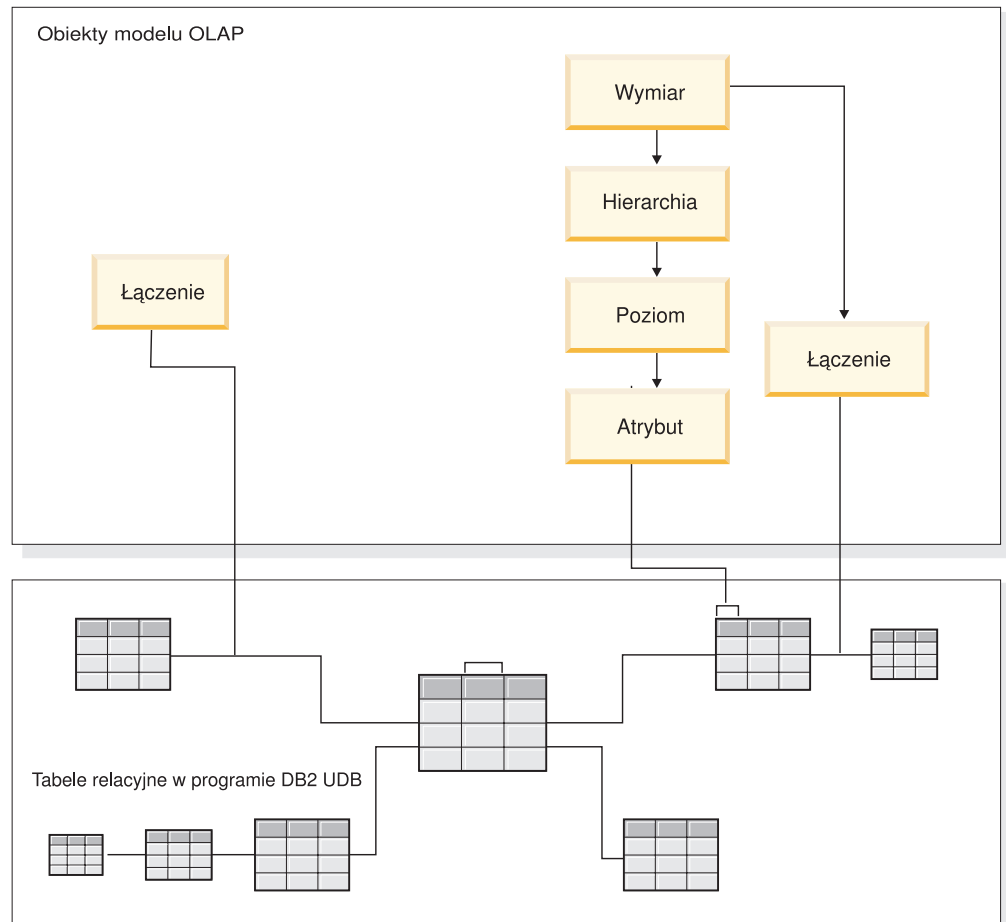 Obiekty modelu OLAP
Wymiar
Hierarchia
Łączenie
Poziom
Łączenie
Atrybut
Tabele relacyjne w programie DB2 UDB